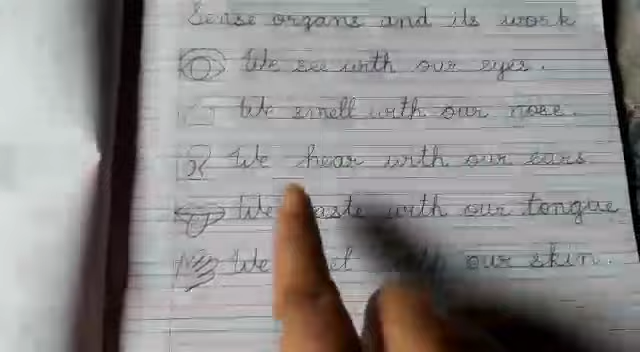 Sense organs and its work
We see with our eyes.
We smell with our nose.
We hear with our ears
We taste with our tongue
We our skin.